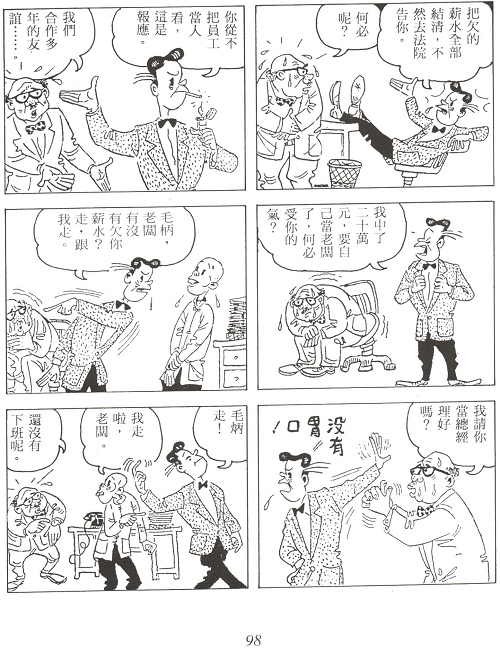 把欠的
薪水全部
結清，不
然去法院
告你。
何必
呢？
我中了
二十萬
元，要自
己當老闆
了，何必
受你的
氣？
我請你
當總經
理好
嗎？
没有
胃
口！
你從不
把員工
當人
看，
這是
報應。
我們
合作多
年的友
誼……！
毛柄，
老闆
有沒
有欠你
薪水？
走，跟
我走。
毛炳
走！
我走
啦，
老闆。
還沒有
下班呢。
98